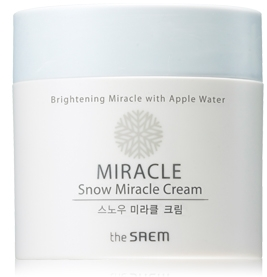 Brightening Miracle with Apple Water
MIRACLE
Snow Miracle Cream
스노우 미라클 크림
the SAEM